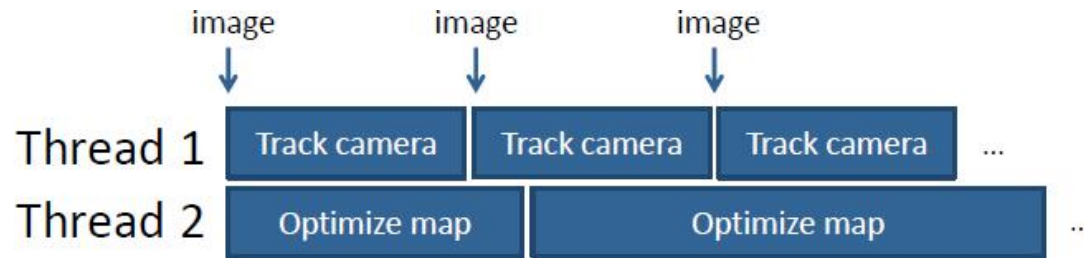 image image image
Thread 1 Track camera Track camera Track camera ...
Thread 2 Optimize map Optimize map ..